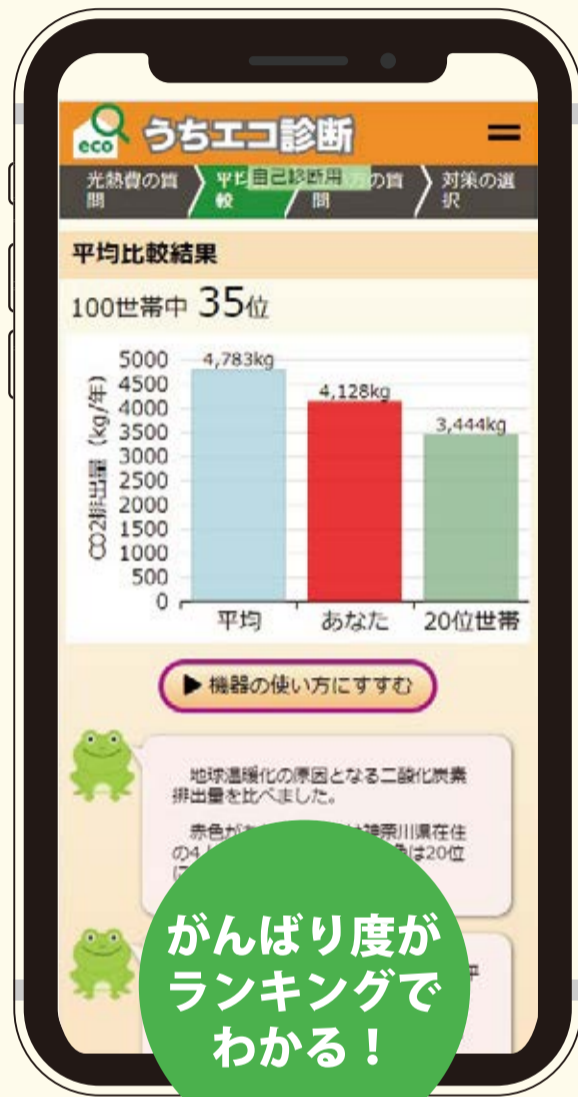 eco
うちエコ診断
光熱費の質
問
平均
較
自己診断用
方の質
問
対策の選
択
平均比較結果
100世帯中 35位
CO2排出量 (kg/年)
5000
4500
4000
3500
3000
2500
2000
1500
1000
500
0
4,783kg
4,128kg
3,444kg
平均
あなた
20位世帯
▶ 機器の使い方にすすむ
地球温暖化の原因となる二酸化炭素
排出量を比べました。
赤色があ
神奈川県在住
の4
は20位
に
がんばり度が
ランキングで
わかる!